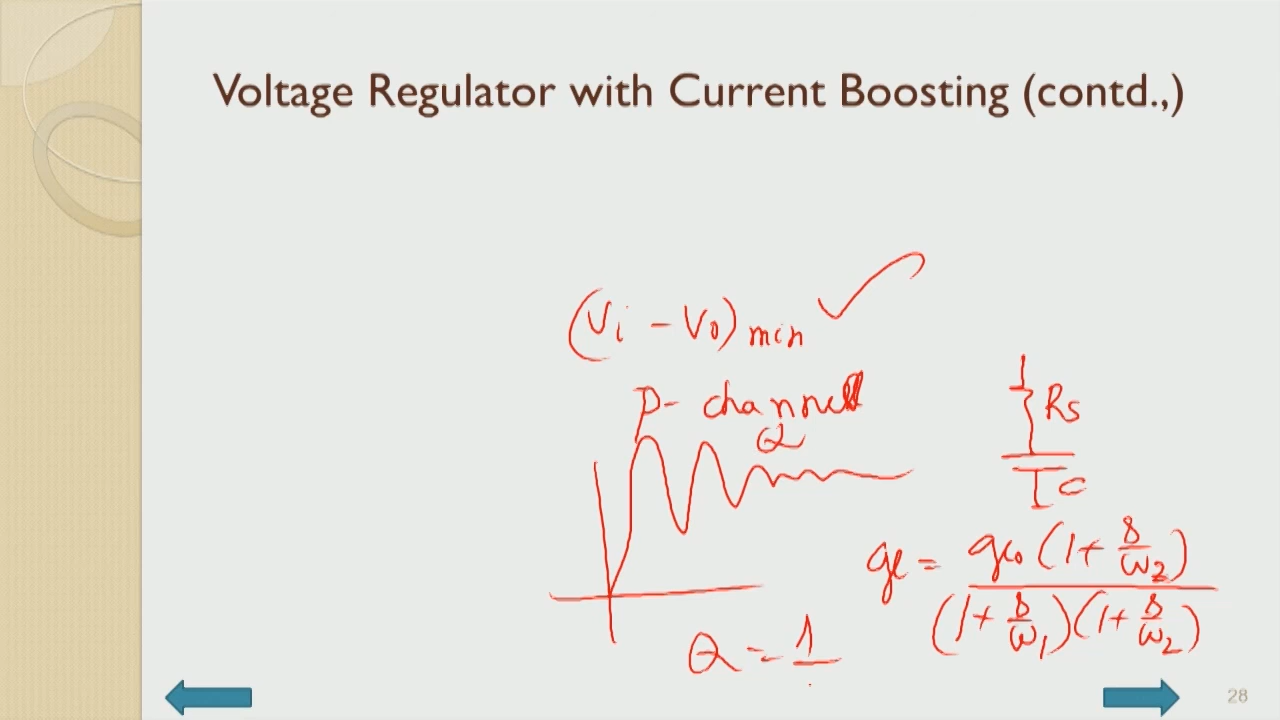 Voltage Regulator with Current Boosting (contd.,)
(Vi - Vo) min
p- channel
Q
Rs
C
gl = glo (1 + s/ω2) / (1 + s/ω1)(1 + s/ω2)
Q = 1
28